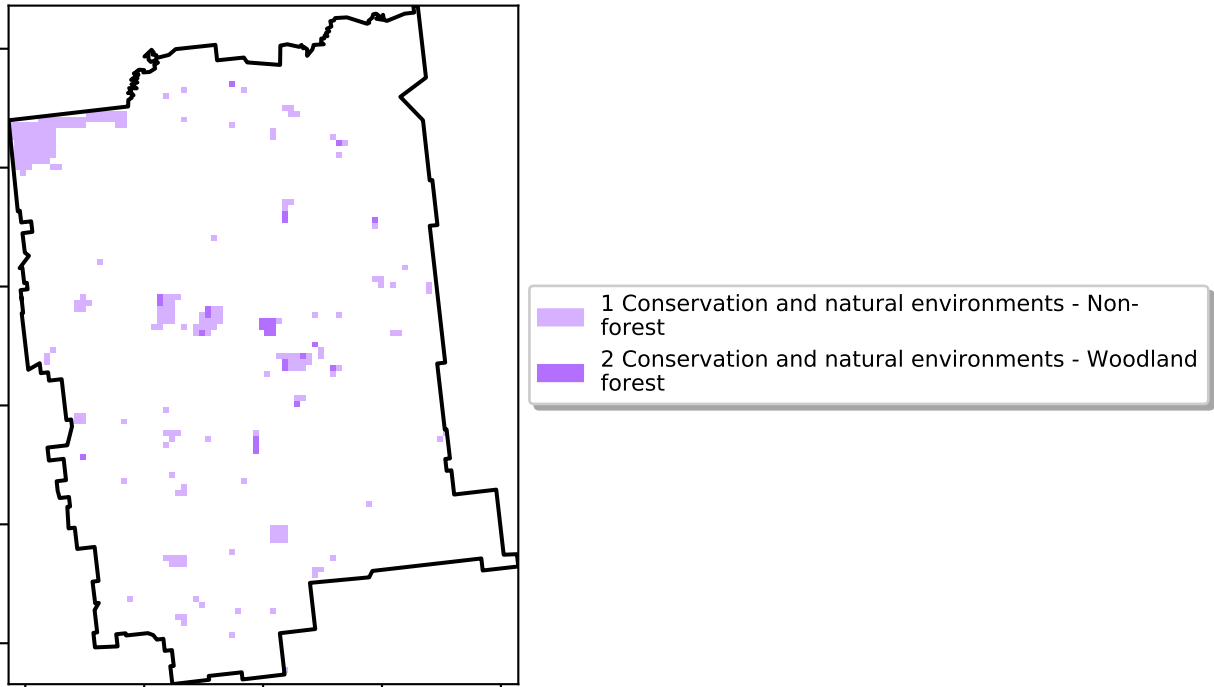 1 Conservation and natural environments - Non-
forest
2 Conservation and natural environments - Woodland
forest